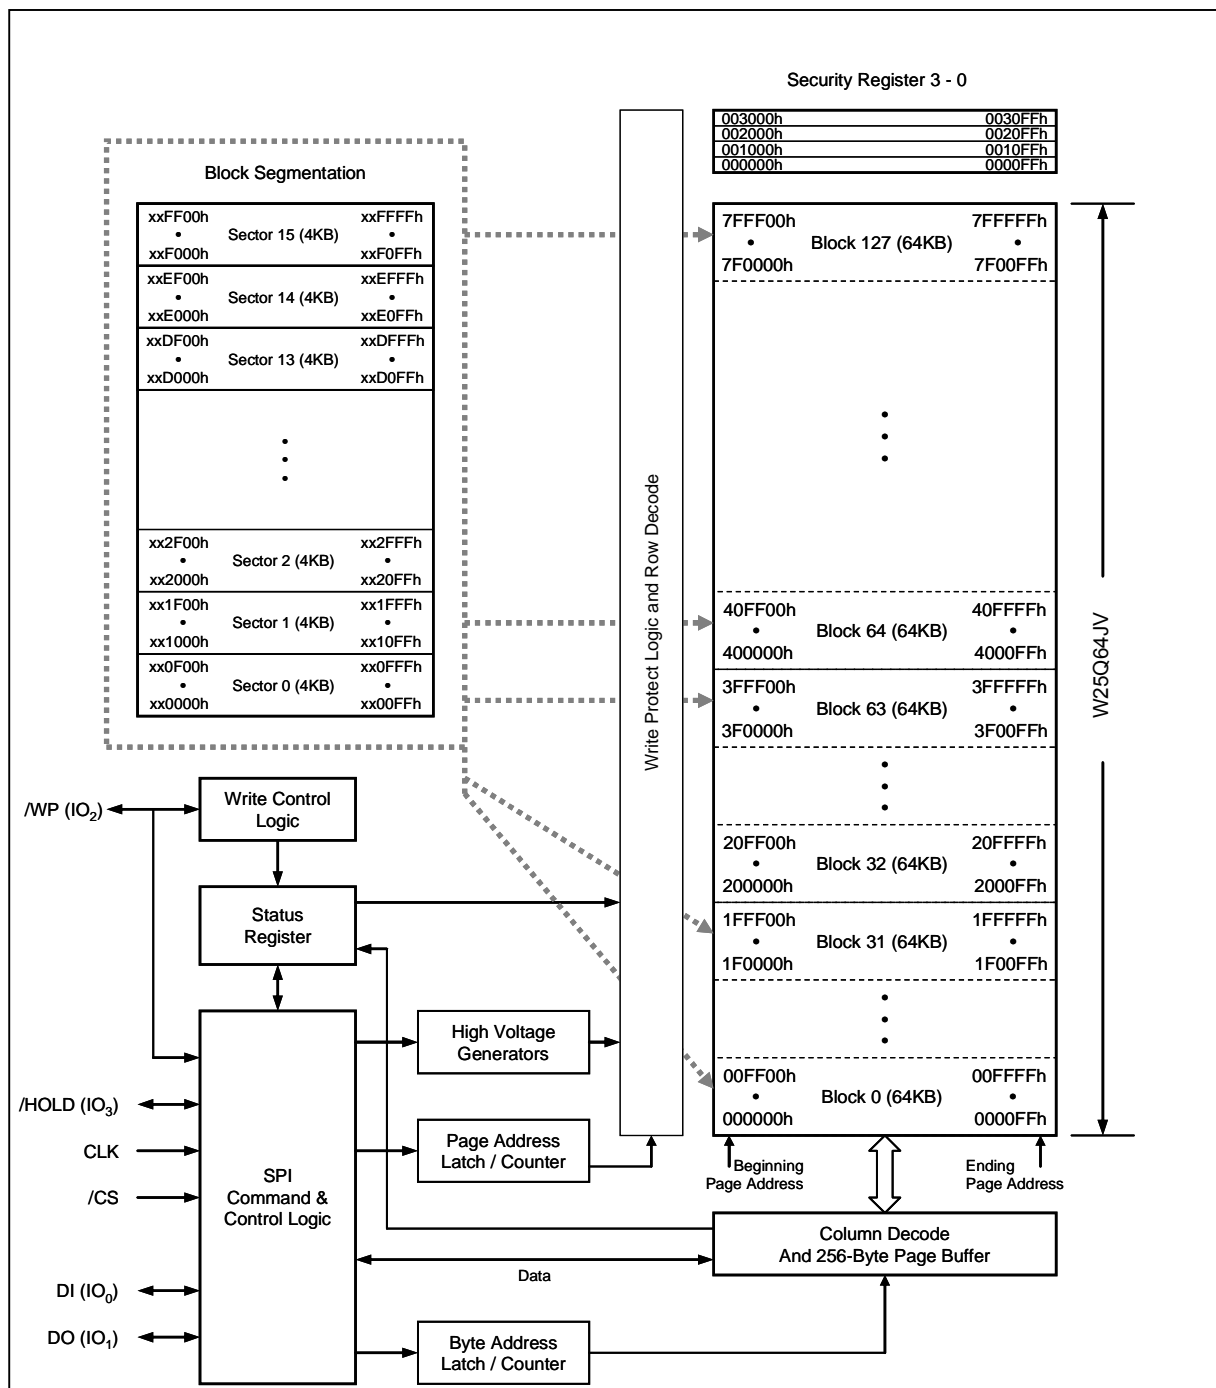 Security Register 3 - 0
003000h 0030FFh
002000h 0020FFh
001000h 0010FFh
000000h 0000FFh
Block Segmentation
xxFF00h xxFFFFh
Sector 15 (4KB)
xxF000h xxF0FFh
xxEF00h xxEFFFh
Sector 14 (4KB)
xxE000h xxE0FFh
xxDF00h xxDFFFh
Sector 13 (4KB)
xxD000h xxD0FFh
xx2F00h xx2FFFh
Sector 2 (4KB)
xx2000h xx20FFh
xx1F00h xx1FFFh
Sector 1 (4KB)
xx1000h xx10FFh
xx0F00h xx0FFFh
Sector 0 (4KB)
xx0000h xx00FFh
Write Protect Logic and Row Decode
7FFF00h 7FFFFFh
Block 127 (64KB)
7F0000h 7F00FFh
40FF00h 40FFFFh
Block 64 (64KB)
400000h 4000FFh
3FFF00h 3FFFFFh
Block 63 (64KB)
3F0000h 3F00FFh
20FF00h 20FFFFh
Block 32 (64KB)
200000h 2000FFh
1FFF00h 1FFFFFh
Block 31 (64KB)
1F0000h 1F00FFh
00FF00h 00FFFFh
Block 0 (64KB)
000000h 0000FFh
W25Q64JV
Beginning
Page Address
Ending
Page Address
/WP (IO2)
Write Control
Logic
Status
Register
High Voltage
Generators
/HOLD (IO3)
CLK
/CS
DI (IO0)
DO (IO1)
SPI
Command &
Control Logic
Page Address
Latch / Counter
Column Decode
And 256-Byte Page Buffer
Data
Byte Address
Latch / Counter